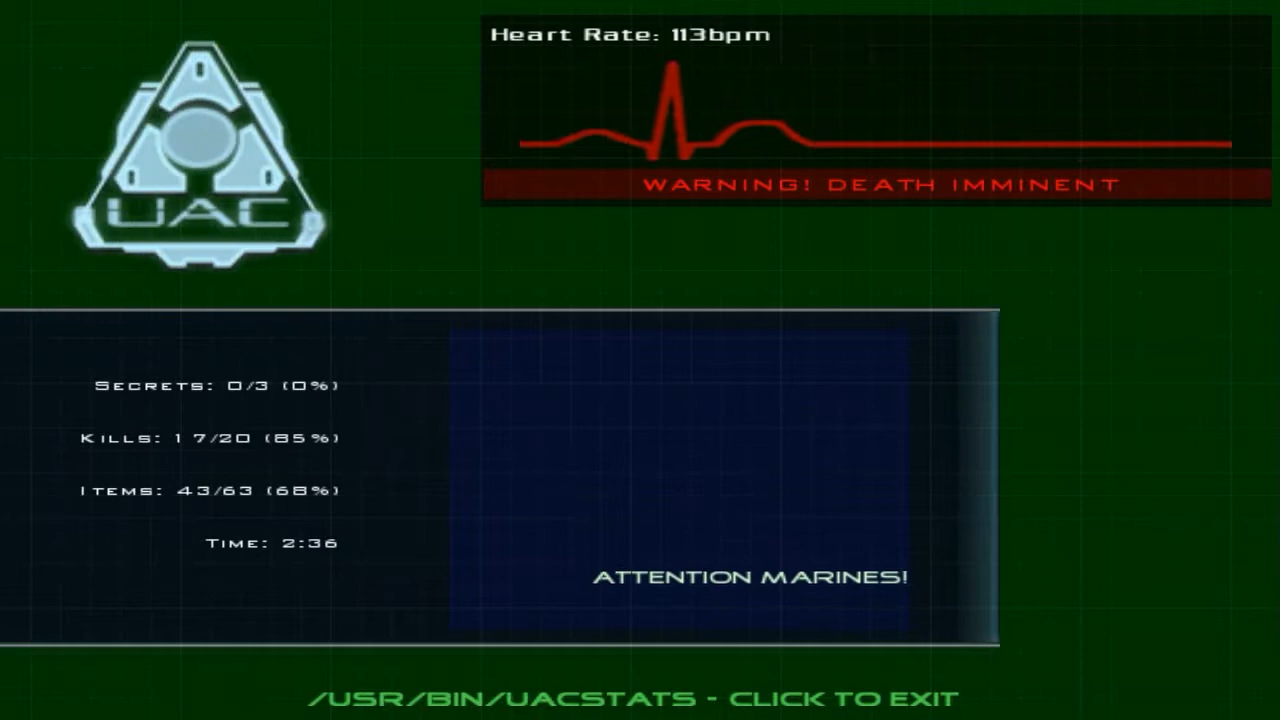 UAC
Heart Rate: 113bpm
WARNING! DEATH IMMINENT
SECRETS: 0/3 (0%)
KILLS: 17/20 (85%)
ITEMS: 43/63 (68%)
TIME: 2:36
ATTENTION MARINES!
/USR/BIN/UACSTATS - CLICK TO EXIT